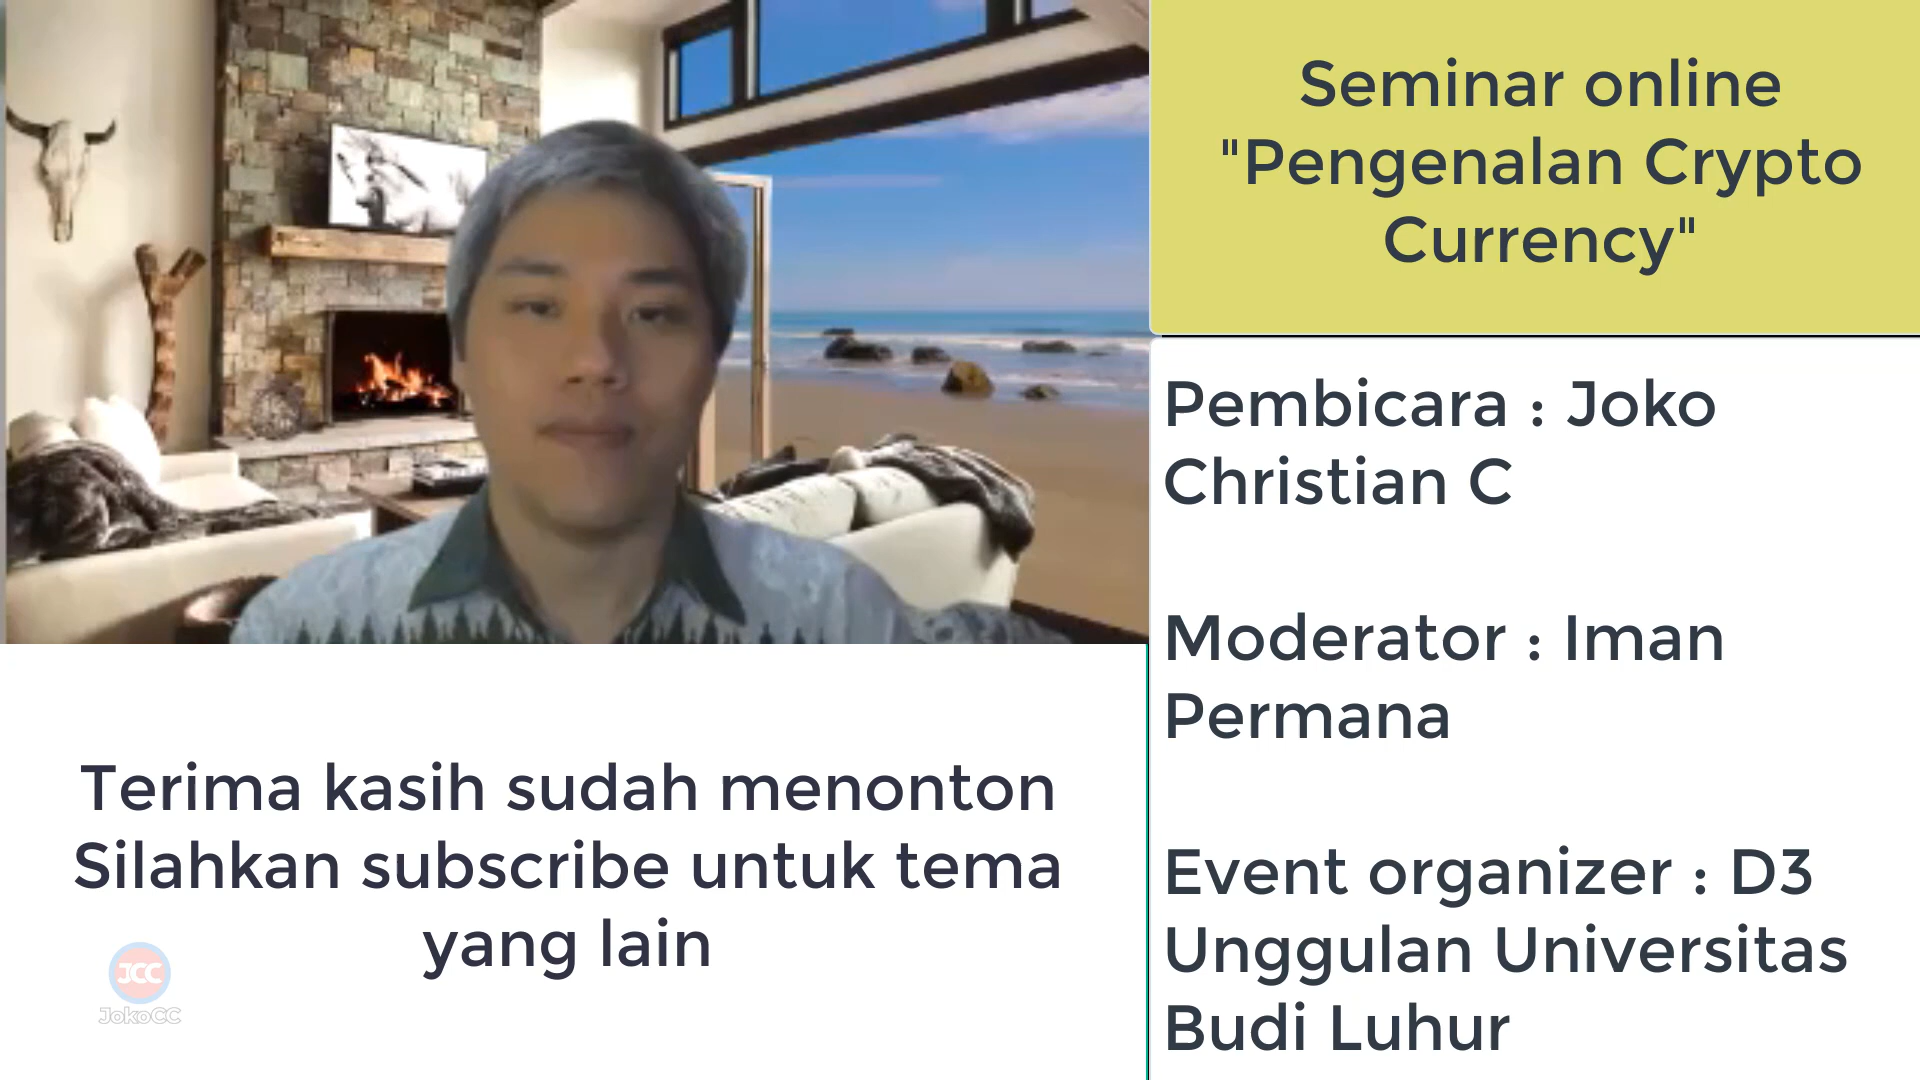 Seminar online
"Pengenalan Crypto
Currency"
Pembicara : Joko
Christian C
Moderator : Iman
Permana
Event organizer : D3
Unggulan Universitas
Budi Luhur
Terima kasih sudah menonton
Silahkan subscribe untuk tema
yang lain
JCC
JokoCC